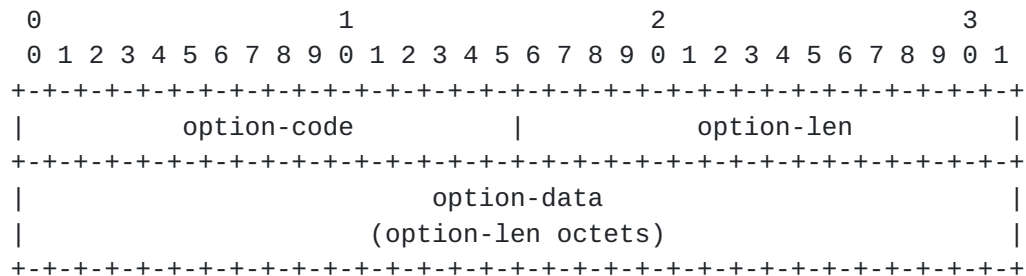 0                   1                   2                   3
 0 1 2 3 4 5 6 7 8 9 0 1 2 3 4 5 6 7 8 9 0 1 2 3 4 5 6 7 8 9 0 1
+-+-+-+-+-+-+-+-+-+-+-+-+-+-+-+-+-+-+-+-+-+-+-+-+-+-+-+-+-+-+-+-+
|          option-code          |           option-len          |
+-+-+-+-+-+-+-+-+-+-+-+-+-+-+-+-+-+-+-+-+-+-+-+-+-+-+-+-+-+-+-+-+
|                          option-data                          |
|                      (option-len octets)                      |
+-+-+-+-+-+-+-+-+-+-+-+-+-+-+-+-+-+-+-+-+-+-+-+-+-+-+-+-+-+-+-+-+